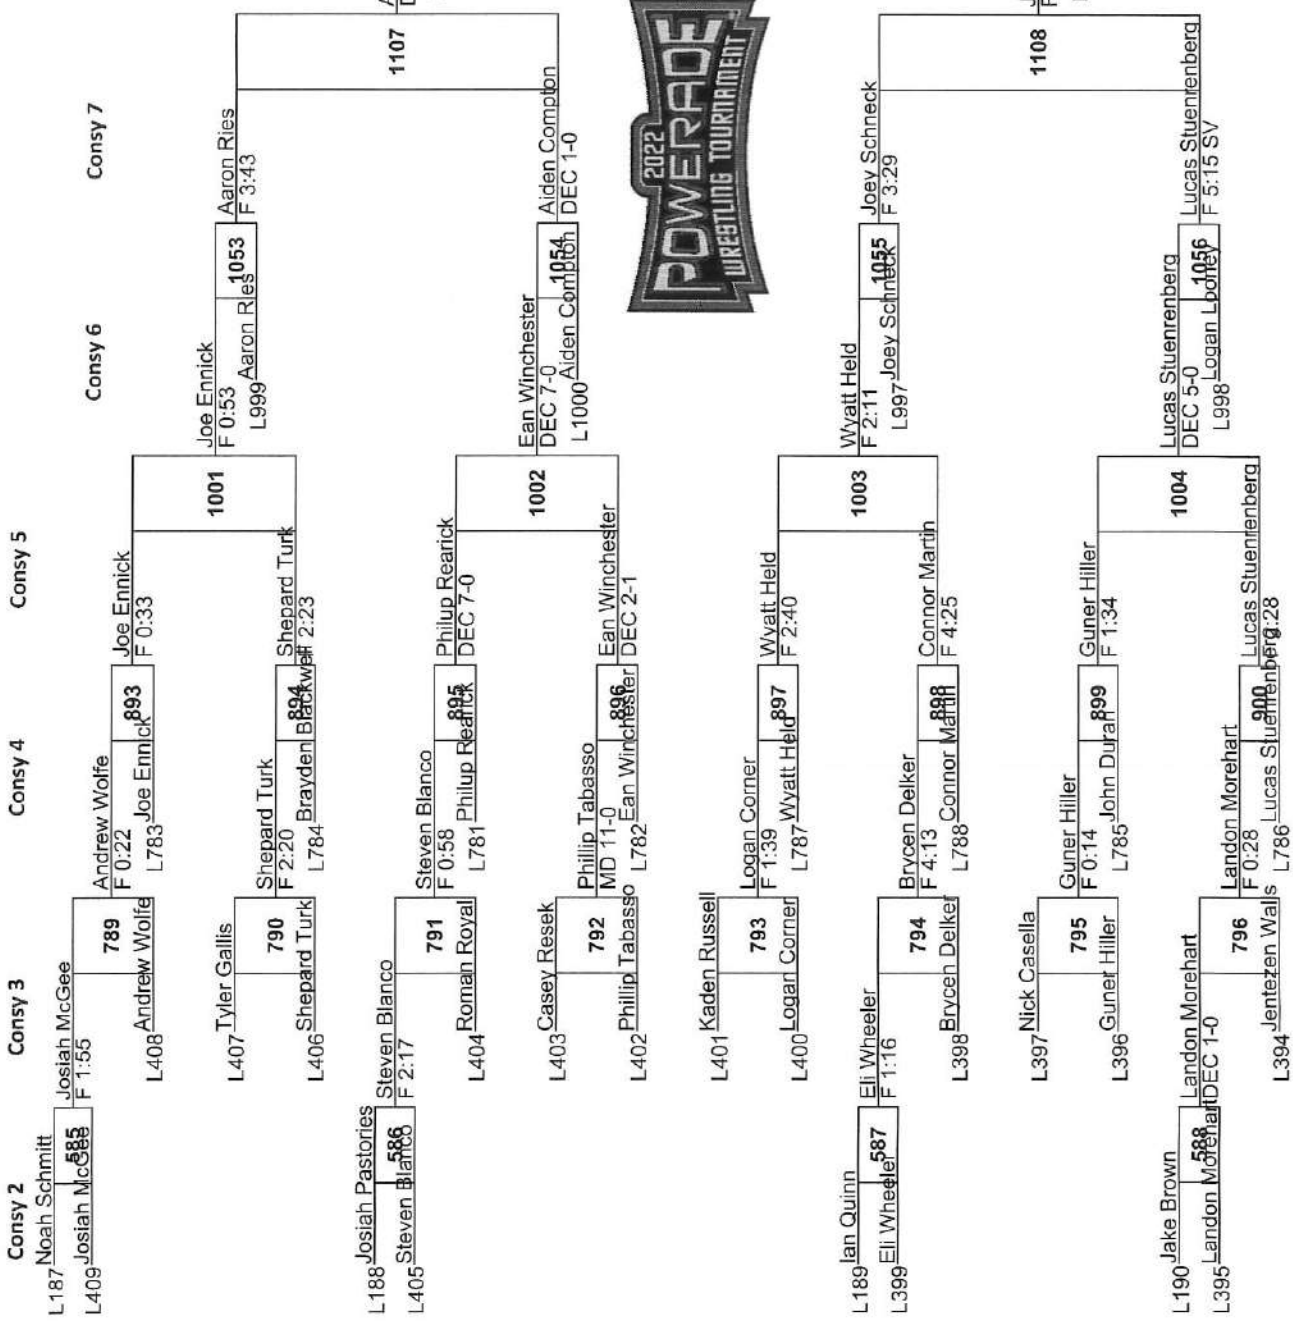 Consy 2
Consy 3
Consy 4
Consy 5
Consy 6
Consy 7
L187 Noah Schmitt
585
L409 Josiah McGee
Josiah McGee
F 1:55
789
L408 Andrew Wolfe
Andrew Wolfe
F 0:22
893
L783 Joe Ennick
Joe Ennick
F 0:33
L407 Tyler Gallis
790
L406 Shepard Turk
Shepard Turk
F 2:20
894
L784 Brayden Blackwell
Shepard Turk
F 2:23
1001
Joe Ennick
F 0:53
1053
L999 Aaron Ries
Aaron Ries
F 3:43
L188 Josiah Pastories
586
L405 Steven Blanco
Steven Blanco
F 2:17
791
L404 Roman Royal
Steven Blanco
F 0:58
895
L781 Philup Rearick
Philup Rearick
DEC 7-0
L403 Casey Resek
792
L402 Phillip Tabasso
Phillip Tabasso
MD 11-0
896
L782 Ean Winchester
Ean Winchester
DEC 2-1
1002
Ean Winchester
DEC 7-0
1054
L1000 Aiden Compton
Aiden Compton
DEC 1-0
1107
2022
POWERADE
WRESTLING TOURNAMENT
L401 Kaden Russell
793
L400 Logan Corner
Logan Corner
F 1:39
897
L787 Wyatt Held
Wyatt Held
F 2:40
L189 Ian Quinn
587
L399 Eli Wheeler
Eli Wheeler
F 1:16
794
L398 Brycen Delker
Brycen Delker
F 4:13
898
L788 Connor Martin
Connor Martin
F 4:25
1003
Wyatt Held
F 2:11
1055
L997 Joey Schneck
Joey Schneck
F 3:29
L397 Nick Casella
795
L396 Guner Hiller
Guner Hiller
F 0:14
899
L785 John Duran
Guner Hiller
F 1:34
L190 Jake Brown
588
L395 Landon Morehart
Landon Morehart
DEC 1-0
796
L394 Jentezen Walls
Landon Morehart
F 0:28
900
L786 Lucas Stuenrenberg
Lucas Stuenrenberg
1004
Lucas Stuenrenberg
DEC 5-0
1056
L998 Logan Looney
Lucas Stuenrenberg
F 5:15 SV
1108